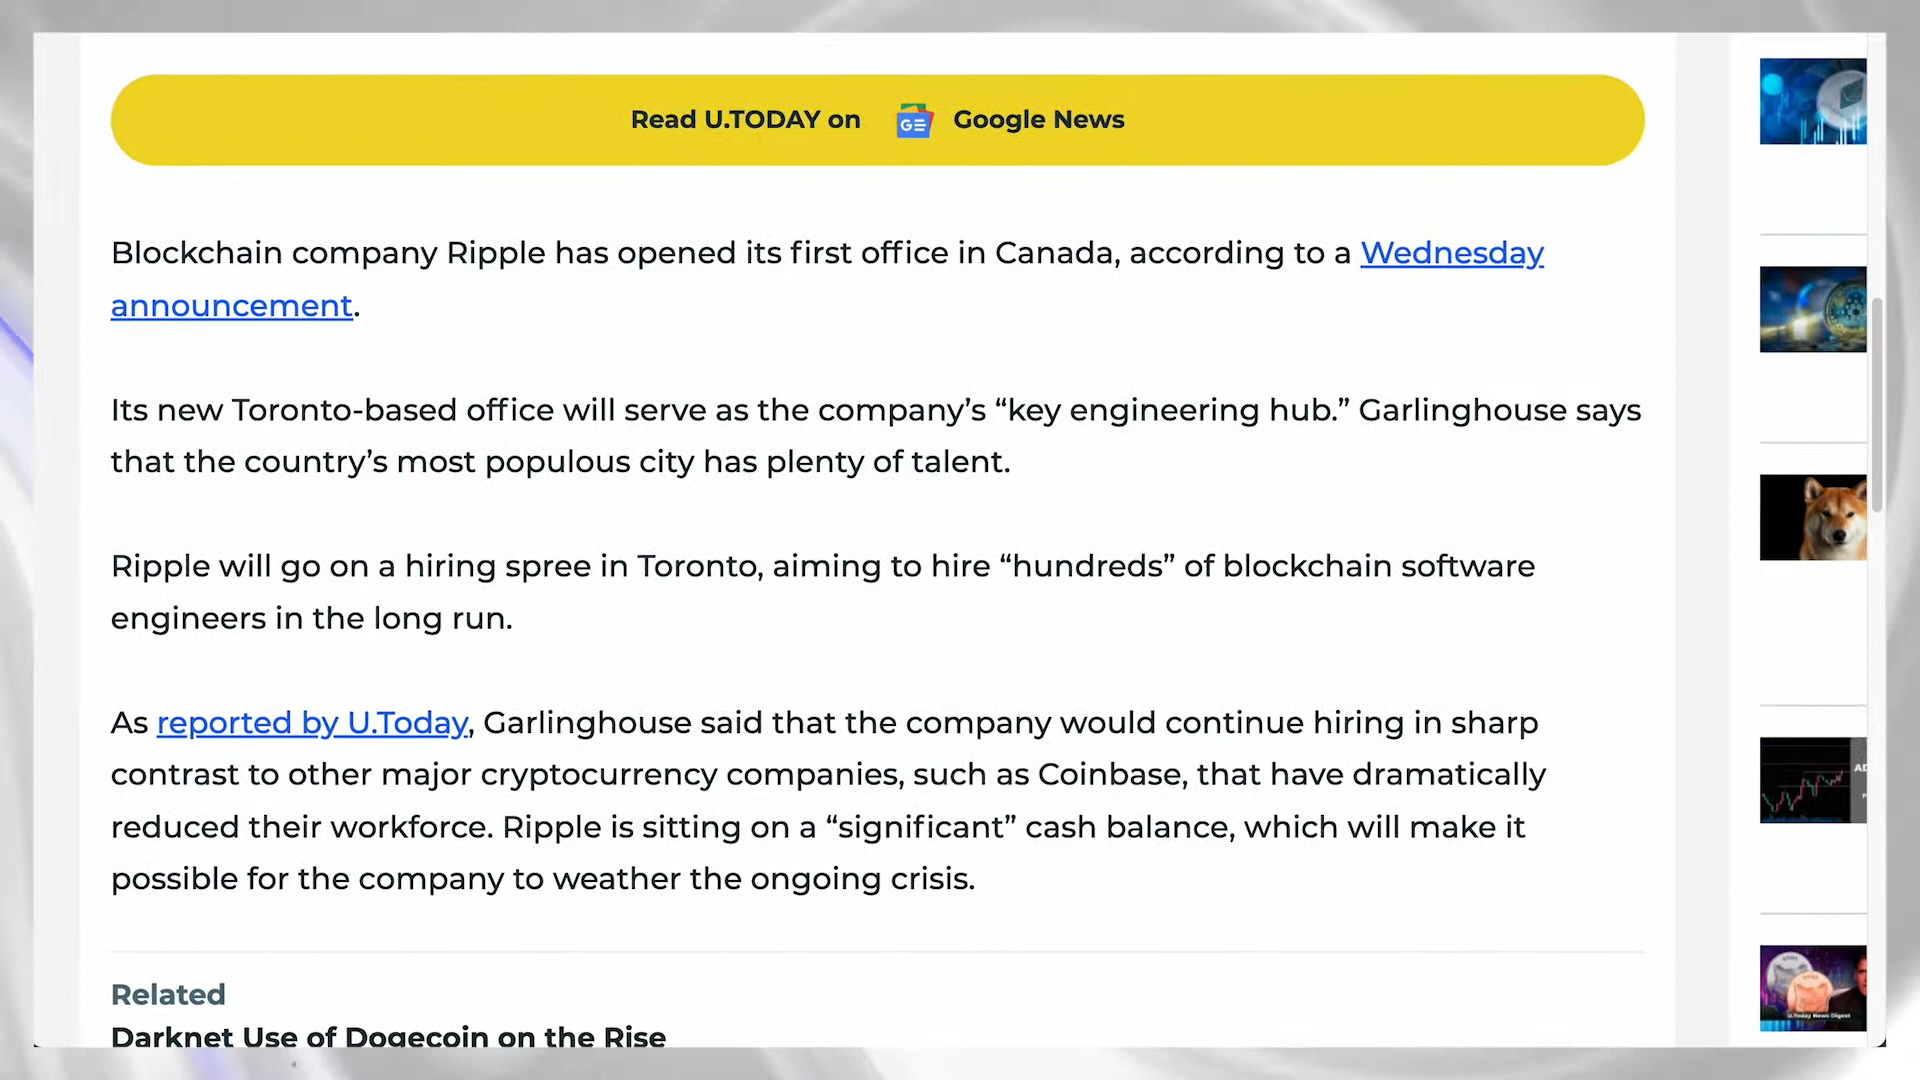 Read U.TODAY on GE Google News
Blockchain company Ripple has opened its first office in Canada, according to a Wednesday
announcement.
Its new Toronto-based office will serve as the company’s “key engineering hub.” Garlinghouse says
that the country’s most populous city has plenty of talent.
Ripple will go on a hiring spree in Toronto, aiming to hire “hundreds” of blockchain software
engineers in the long run.
As reported by U.Today, Garlinghouse said that the company would continue hiring in sharp
contrast to other major cryptocurrency companies, such as Coinbase, that have dramatically
reduced their workforce. Ripple is sitting on a “significant” cash balance, which will make it
possible for the company to weather the ongoing crisis.
Related
Darknet Use of Dogecoin on the Rise
U.Today News Digest